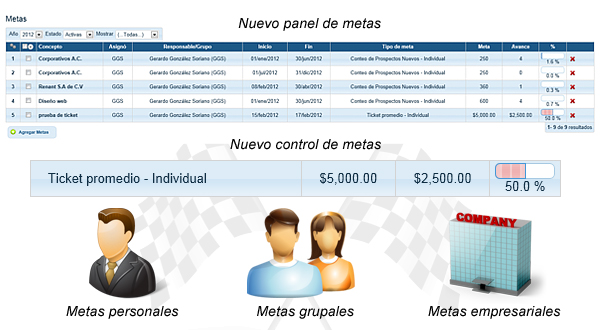 Nuevo panel de metas
Metas
Año 2012 Estado Activas Mostrar (...Todas...)
Concepto Asignó Responsable/Grupo Inicio Fin Tipo de meta Meta Avance %
1 Corporativos A.C. GGS Gerardo González Soriano (GGS) 01/ene/2012 30/jun/2012 Conteo de Prospectos Nuevos - Individual 250 4 1.6 %
2 Corporativos A.C. GGS Gerardo González Soriano (GGS) 01/jul/2012 31/dic/2012 Conteo de Prospectos Nuevos - Individual 250 0 0.0 %
3 Renant S.A de C.V GGS Gerardo González Soriano (GGS) 08/feb/2012 30/abr/2012 Conteo de Prospectos Nuevos - Individual 360 1 0.3 %
4 Diseño web GGS Gerardo González Soriano (GGS) 01/ene/2012 30/jun/2012 Conteo de Prospectos Nuevos - Individual 600 4 0.7 %
5 prueba de ticket GGS Gerardo González Soriano (GGS) 15/feb/2012 17/feb/2012 Ticket promedio - Individual $5,000.00 $2,500.00 50.0 %
1- 9 de 9 resultados
Agregar Metas
Nuevo control de metas
Ticket promedio - Individual $5,000.00 $2,500.00 50.0 %
COMPANY
Metas personales Metas grupales Metas empresariales